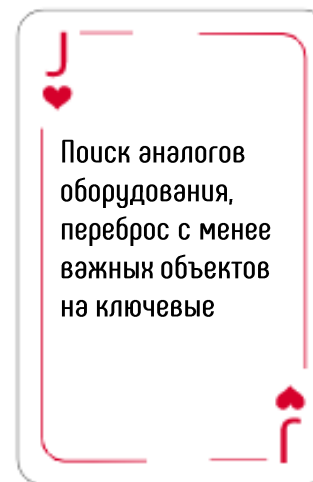 J
Поиск аналогов
оборудования,
переброс с менее
важных объектов
на ключевые
J